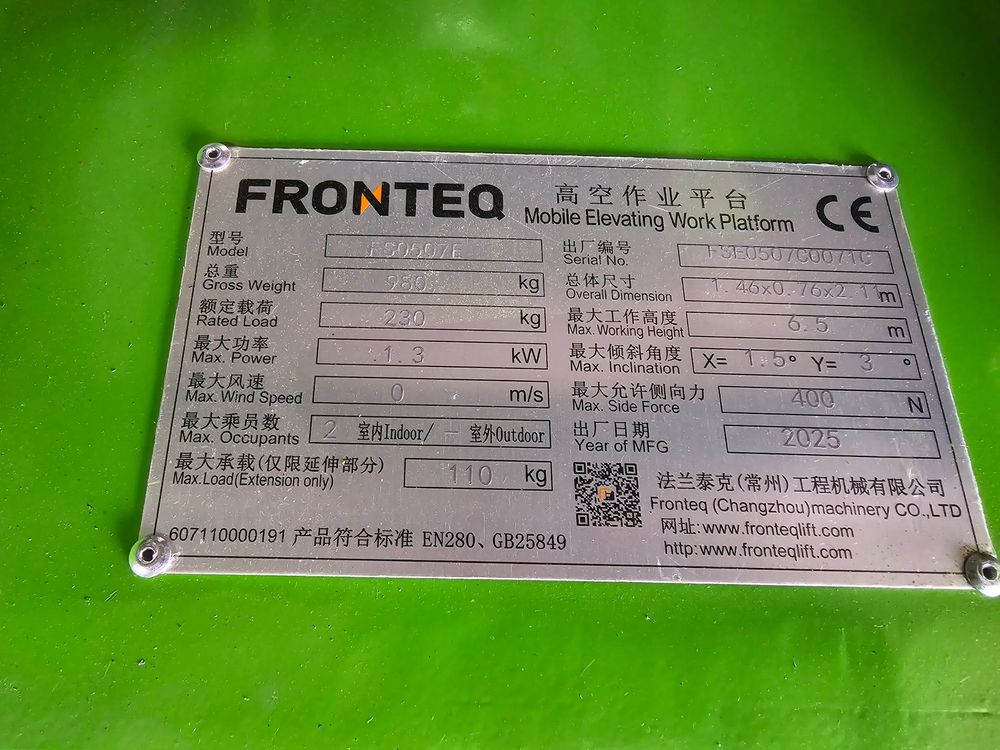 FRONTEQ
高空作业平台
Mobile Elevating Work Platform
CE
型号
Model
FS0507E
总重
Gross Weight
980 kg
额定载荷
Rated Load
230 kg
最大功率
Max. Power
1.3 kW
最大风速
Max. Wind Speed
0 m/s
最大乘员数
Max. Occupants
2 室内Indoor/ - 室外Outdoor
最大承载(仅限延伸部分)
Max.Load(Extension only)
110 kg
607110000191 产品符合标准 EN280、GB25849
出厂编号
Serial No.
总体尺寸
Overall Dimension
1.46x0.76x2.11m
最大工作高度
Max. Working Height
6.5 m
最大倾斜角度
Max. Inclination
X= 1.5° Y= 3 °
最大允许侧向力
Max. Side Force
400 N
出厂日期
Year of MFG
2025
法兰泰克(常州)工程机械有限公司
Fronteq (Changzhou)machinery CO.,LTD
网址:www.fronteqlift.com
http:www.fronteqlift.com